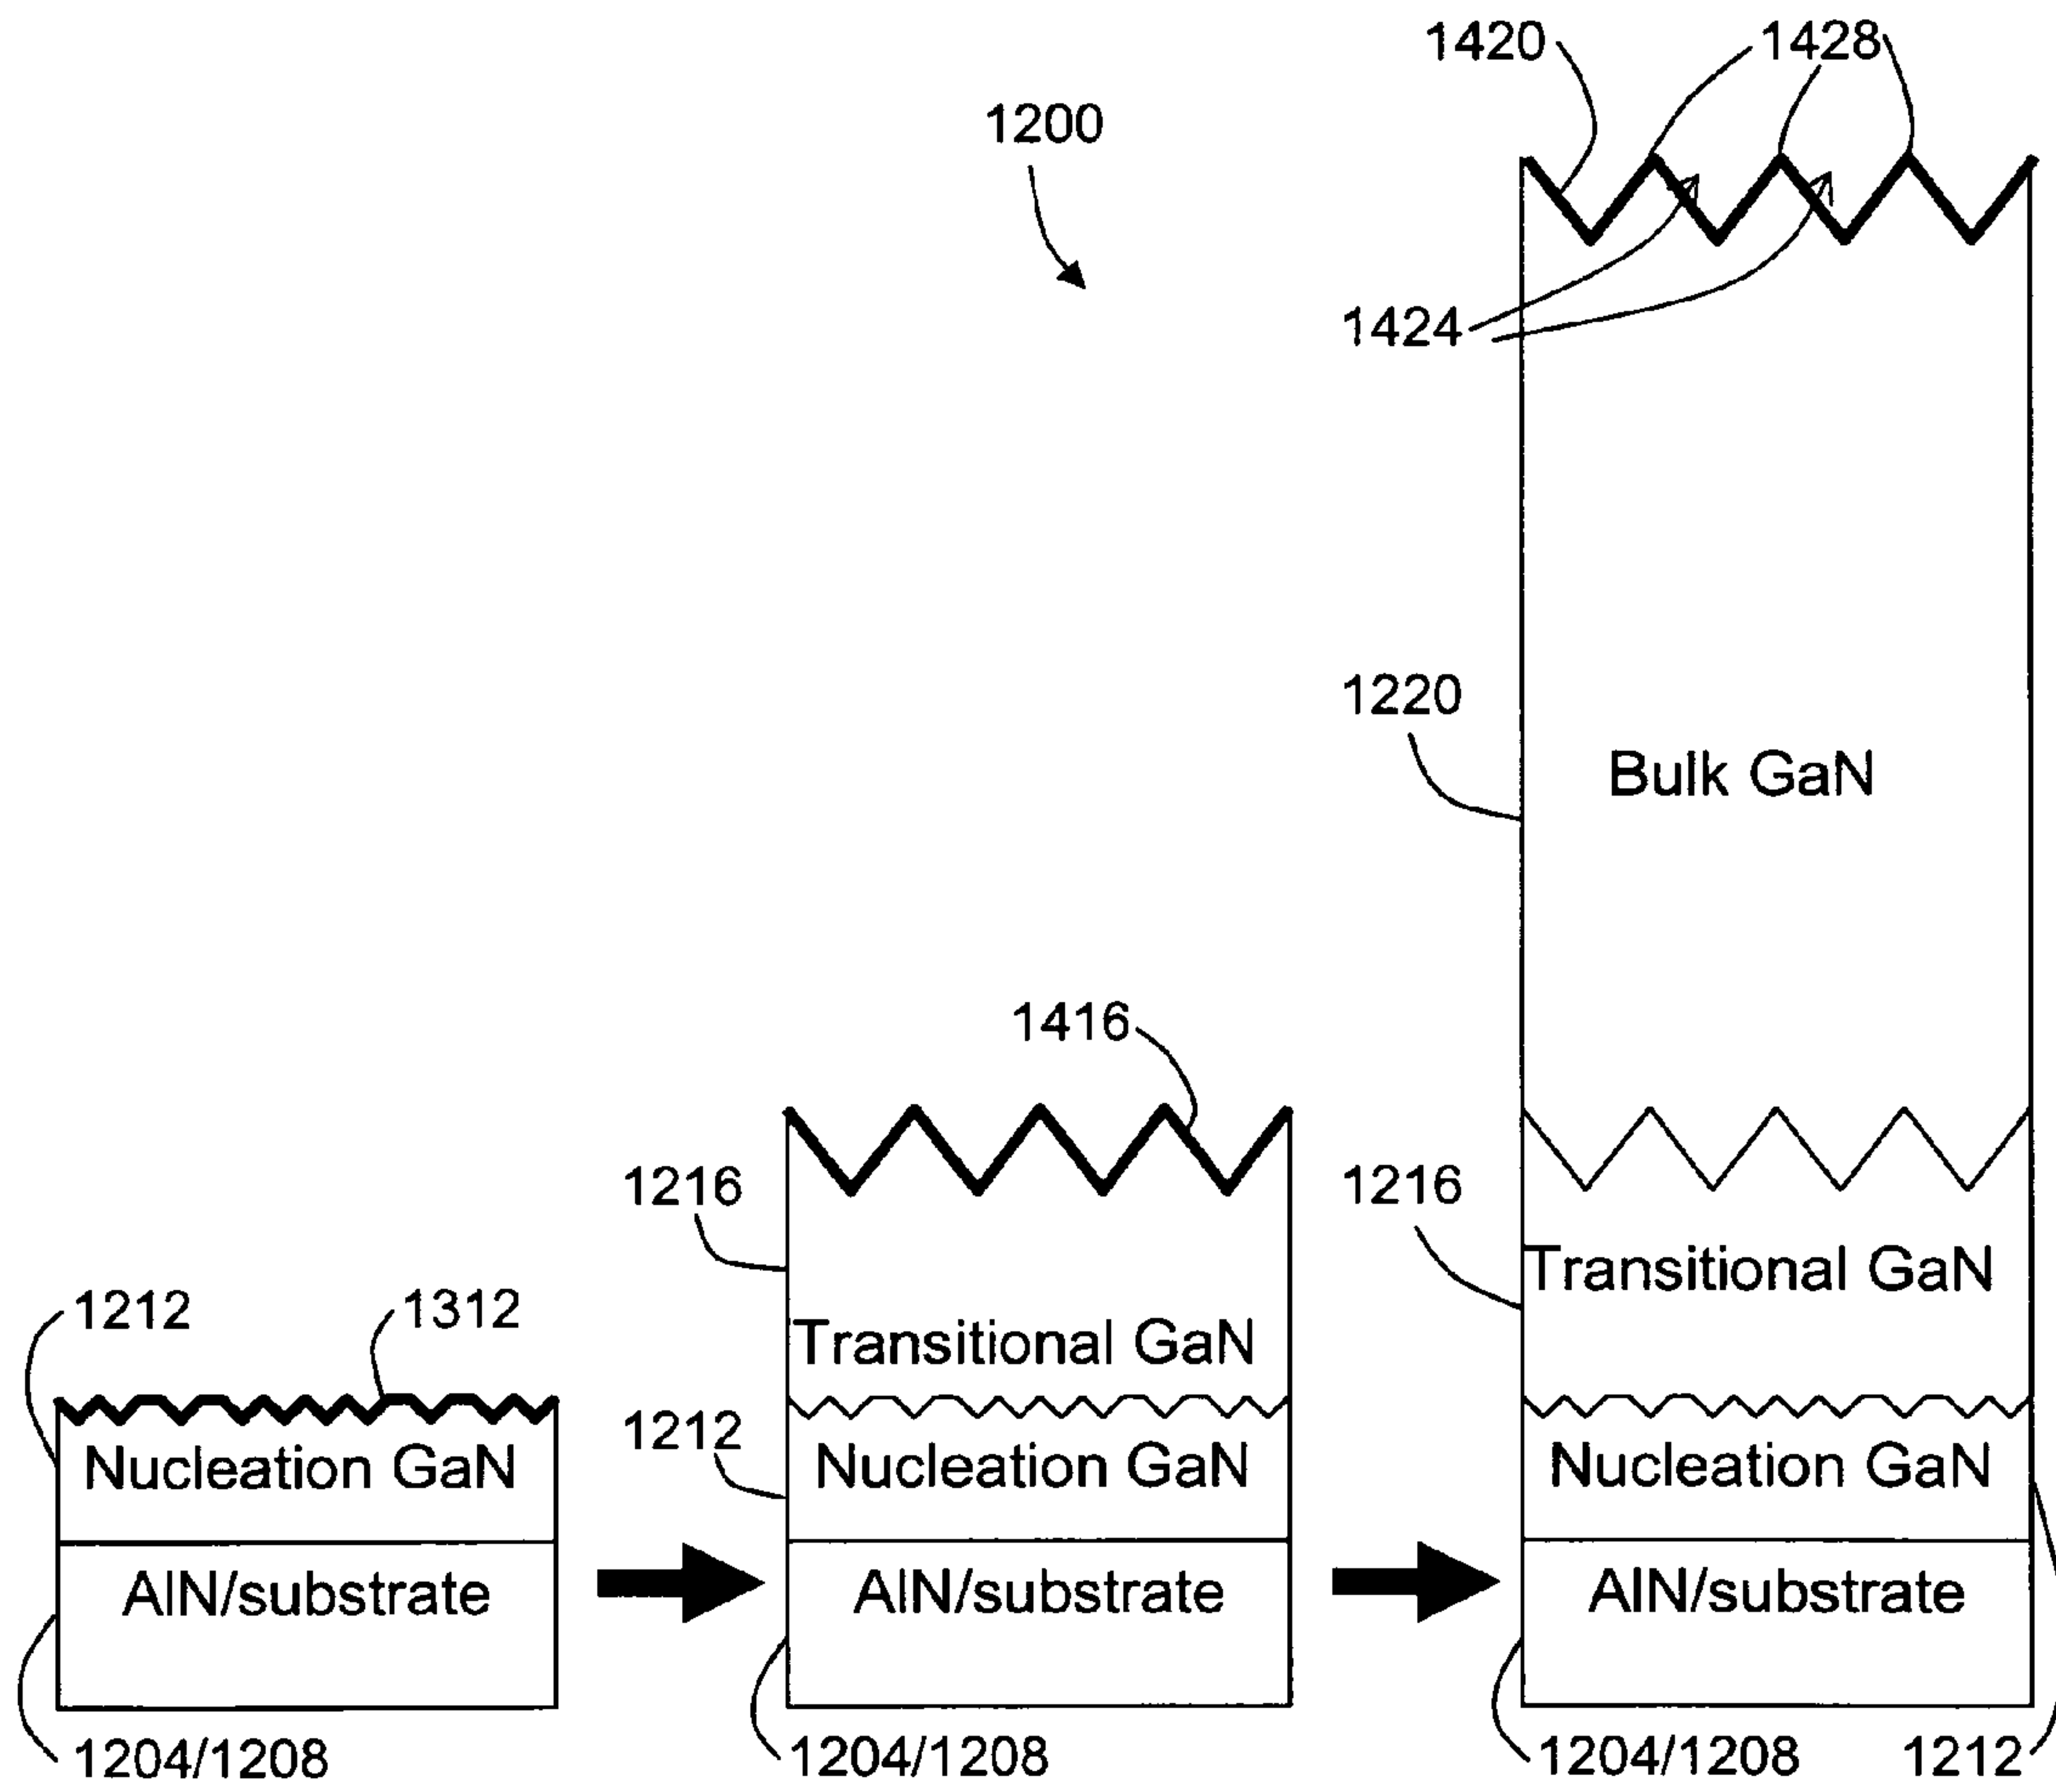 1420
1428
1200
1424
1220
Bulk GaN
1416
1216
1216
Transitional GaN
1212
1312
Transitional GaN
1212
Nucleation GaN
Nucleation GaN
Nucleation GaN
AlN/substrate
AlN/substrate
AlN/substrate
1204/1208
1204/1208
1204/1208
1212